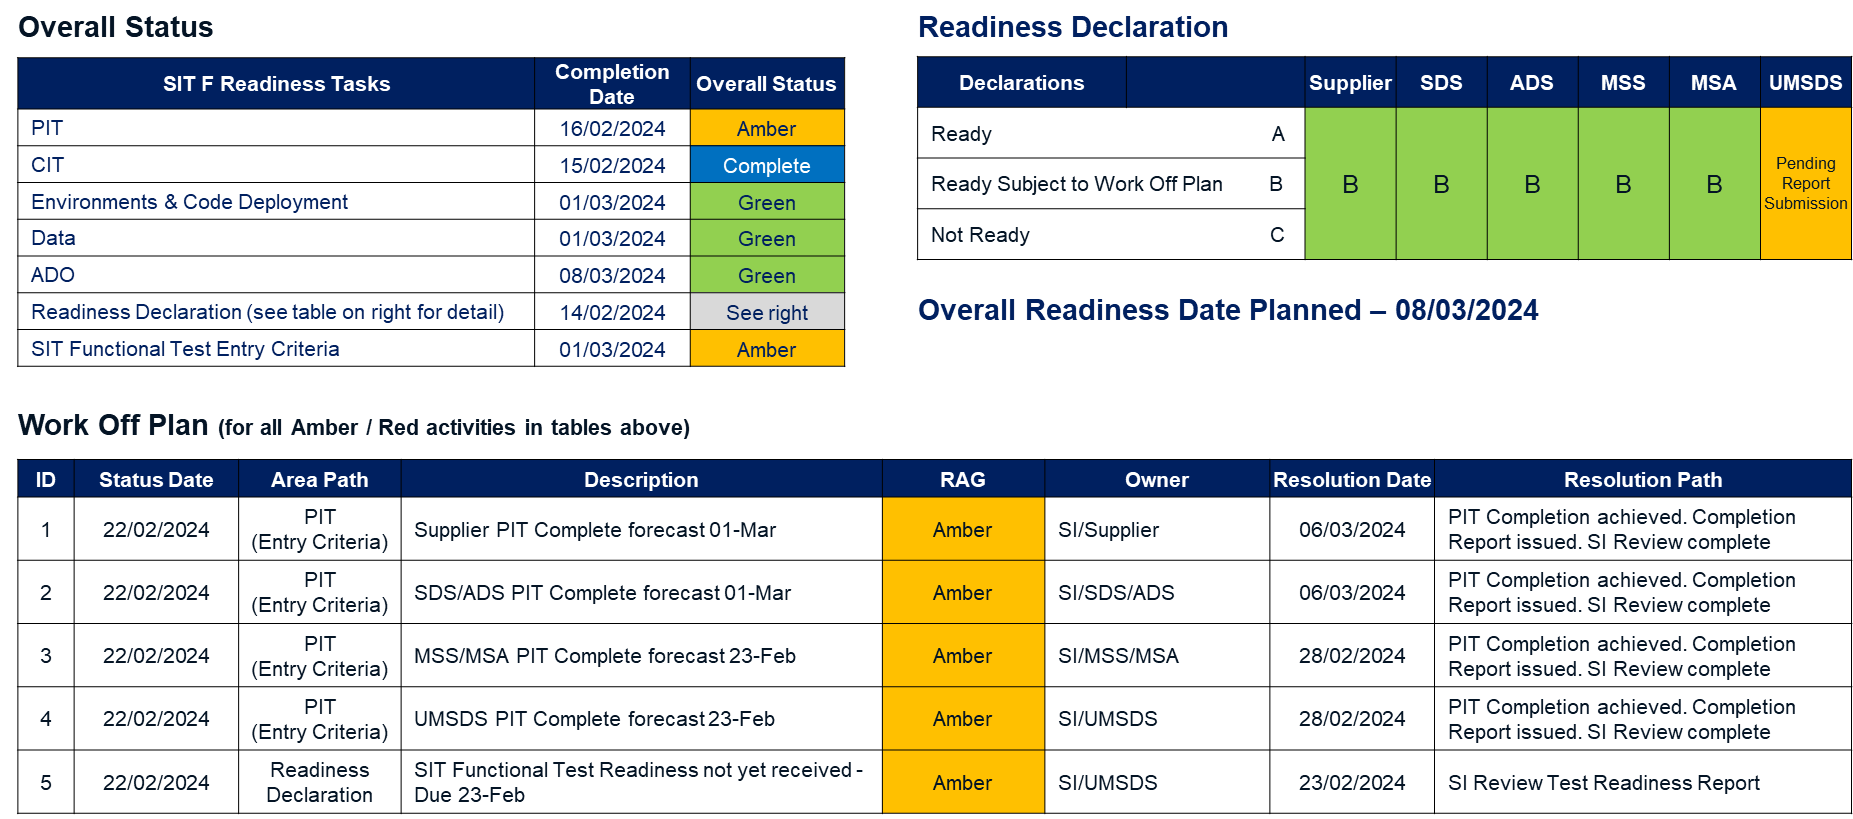 Overall Status
SIT F Readiness Tasks Completion Date Overall Status
PIT 16/02/2024 Amber
CIT 15/02/2024 Complete
Environments & Code Deployment 01/03/2024 Green
Data 01/03/2024 Green
ADO 08/03/2024 Green
Readiness Declaration (see table on right for detail) 14/02/2024 See right
SIT Functional Test Entry Criteria 01/03/2024 Amber
Readiness Declaration
Declarations Supplier SDS ADS MSS MSA UMSDS
Ready A
Ready Subject to Work Off Plan B
Not Ready C
B B B B B
Pending
Report
Submission
Overall Readiness Date Planned – 08/03/2024
Work Off Plan (for all Amber / Red activities in tables above)
ID Status Date Area Path Description RAG Owner Resolution Date Resolution Path
1 22/02/2024 PIT (Entry Criteria) Supplier PIT Complete forecast 01-Mar Amber SI/Supplier 06/03/2024 PIT Completion achieved. Completion
Report issued. SI Review complete
2 22/02/2024 PIT (Entry Criteria) SDS/ADS PIT Complete forecast 01-Mar Amber SI/SDS/ADS 06/03/2024 PIT Completion achieved. Completion
Report issued. SI Review complete
3 22/02/2024 PIT (Entry Criteria) MSS/MSA PIT Complete forecast 23-Feb Amber SI/MSS/MSA 28/02/2024 PIT Completion achieved. Completion
Report issued. SI Review complete
4 22/02/2024 PIT (Entry Criteria) UMSDS PIT Complete forecast 23-Feb Amber SI/UMSDS 28/02/2024 PIT Completion achieved. Completion
Report issued. SI Review complete
5 22/02/2024 Readiness Declaration SIT Functional Test Readiness not yet received - Due 23-Feb Amber SI/UMSDS 23/02/2024 SI Review Test Readiness Report